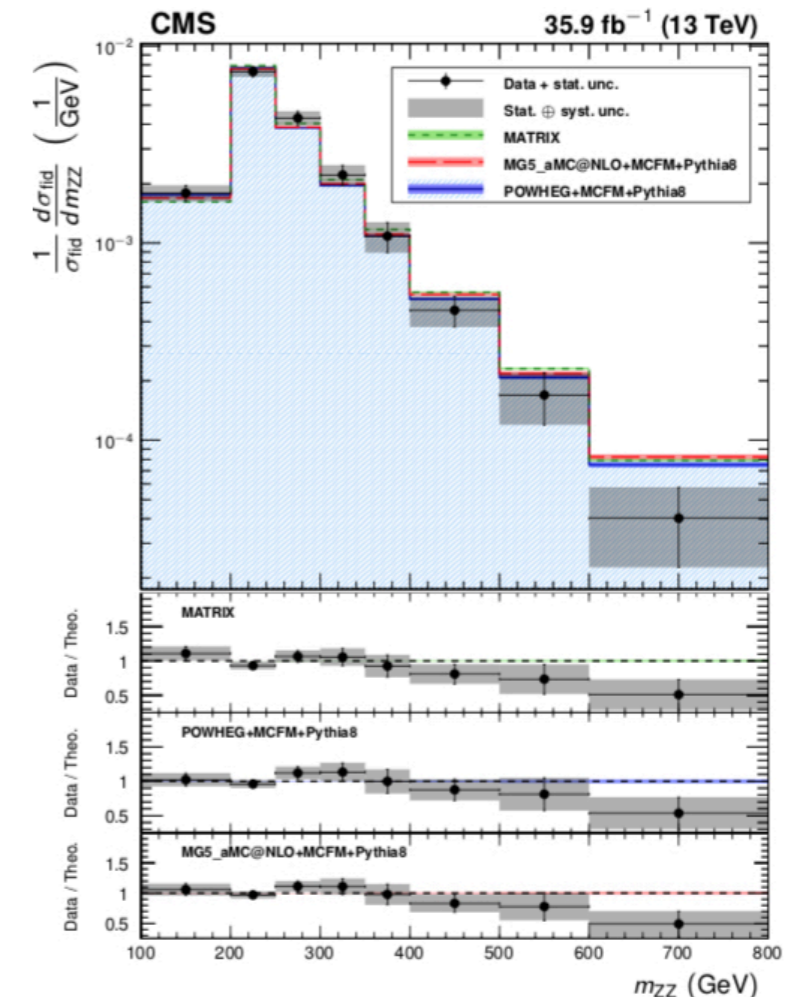 CMS 35.9 fb⁻¹ (13 TeV)
10⁻²
1/σfid dσfid/dmZZ (1/GeV)
Data + stat. unc.
Stat. ⊕ syst. unc.
MATRIX
MG5_aMC@NLO+MCFM+Pythia8
POWHEG+MCFM+Pythia8
10⁻³
10⁻⁴
MATRIX
Data / Theo.
1.5
1
0.5
POWHEG+MCFM+Pythia8
Data / Theo.
1.5
1
0.5
MG5_aMC@NLO+MCFM+Pythia8
Data / Theo.
1.5
1
0.5
100 200 300 400 500 600 700 800
mZZ (GeV)